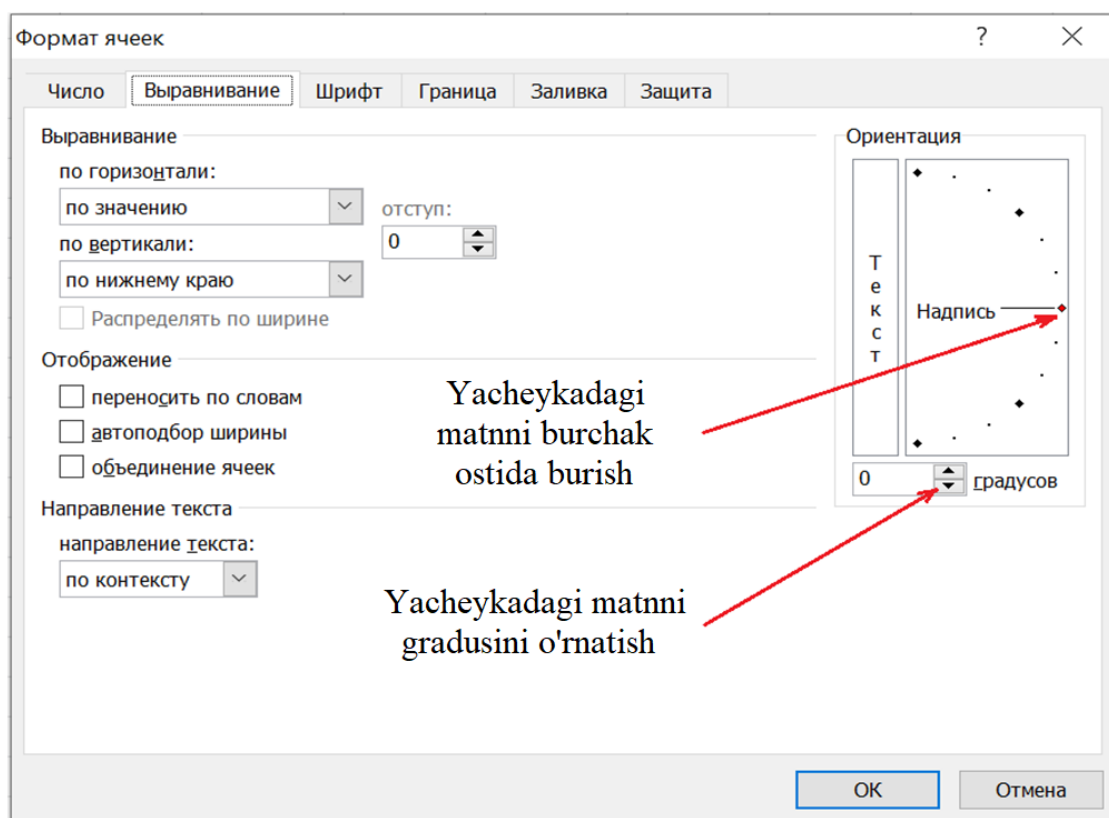 Формат ячеек
?
Число Выравнивание Шрифт Граница Заливка Защита
Выравнивание
по горизонтали:
по значению
отступ:
0
по вертикали:
по нижнему краю
Распределять по ширине
Отображение
переносить по словам
автоподбор ширины
объединение ячеек
Направление текста
направление текста:
по контексту
Ориентация
Текст
Надпись
0 градусов
Yacheykadagi
matnni burchak
ostida burish
Yacheykadagi matnni
gradusini o'rnatish
ОК Отмена